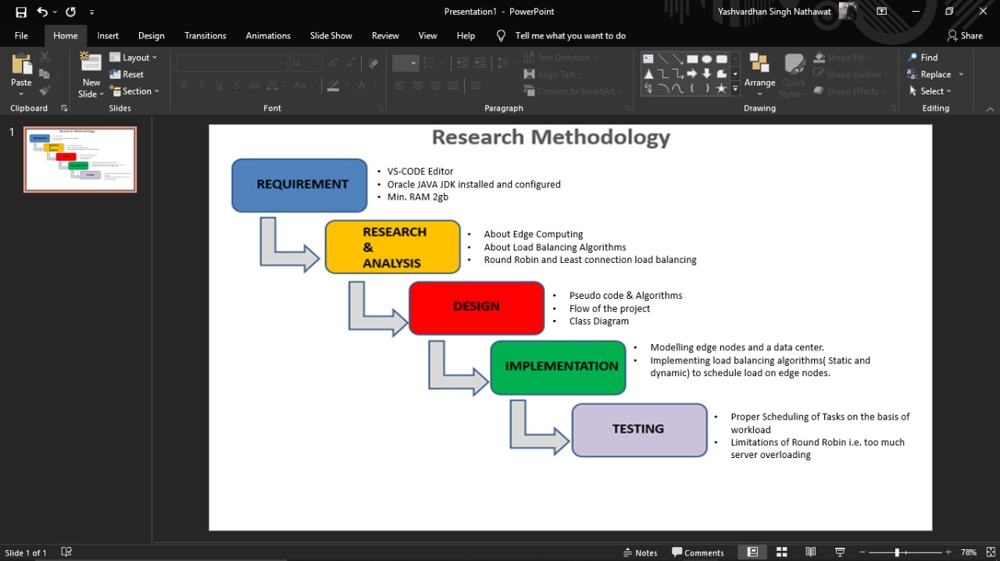 Presentation1 - PowerPoint
Yashvardhan Singh Nathawat
File Home Insert Design Transitions Animations Slide Show Review View Help Tell me what you want to do Share
Paste
New Slide
Layout
Reset
Section
14
B I U S abc AV Aa A
Text Direction
Align Text
Convert to SmartArt
Arrange
Quick Styles
Shape Fill
Shape Outline
Shape Effects
Find
Replace
Select
Clipboard Slides Font Paragraph Drawing Editing
1
Research Methodology
REQUIREMENT
• VS-CODE Editor
• Oracle JAVA JDK installed and configured
• Min. RAM 2gb
RESEARCH
&
ANALYSIS
• About Edge Computing
• About Load Balancing Algorithms
• Round Robin and Least connection load balancing
DESIGN
• Pseudo code & Algorithms
• Flow of the project
• Class Diagram
IMPLEMENTATION
• Modelling edge nodes and a data center.
• Implementing load balancing algorithms( Static and
dynamic) to schedule load on edge nodes.
TESTING
• Proper Scheduling of Tasks on the basis of
workload
• Limitations of Round Robin i.e. too much
server overloading
Slide 1 of 1
Notes Comments 78%